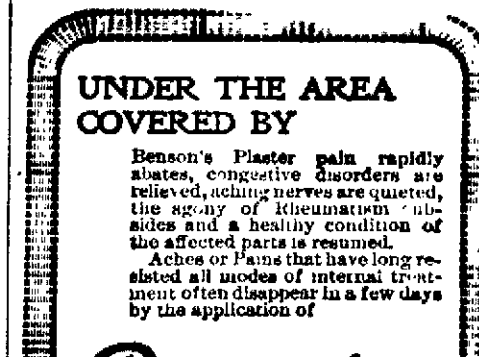 UNDER THE AREA
COVERED BY
Benson's Plaster pain rapidly
abates, congestive disorders are
relieved, aching nerves are quieted,
the agony of Rheumatism sub-
sides and a healthy condition of
the affected parts is resumed.
Aches or Pains that have long re-
sisted all modes of internal treat-
ment often disappear in a few days
by the application of